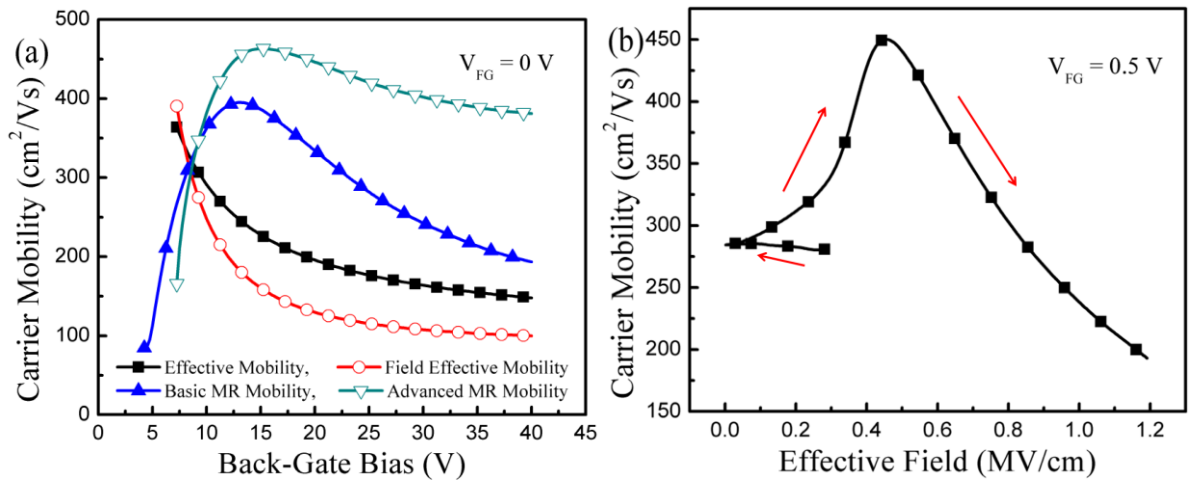 (a)
V_FG = 0 V
Carrier Mobility (cm²/Vs)
500
400
300
200
100
0
Effective Mobility, Field Effective Mobility
Basic MR Mobility, Advanced MR Mobility
0 5 10 15 20 25 30 35 40 45
Back-Gate Bias (V)
(b)
V_FG = 0.5 V
Carrier Mobility (cm²/Vs)
450
400
350
300
250
200
150
0.0 0.2 0.4 0.6 0.8 1.0 1.2
Effective Field (MV/cm)